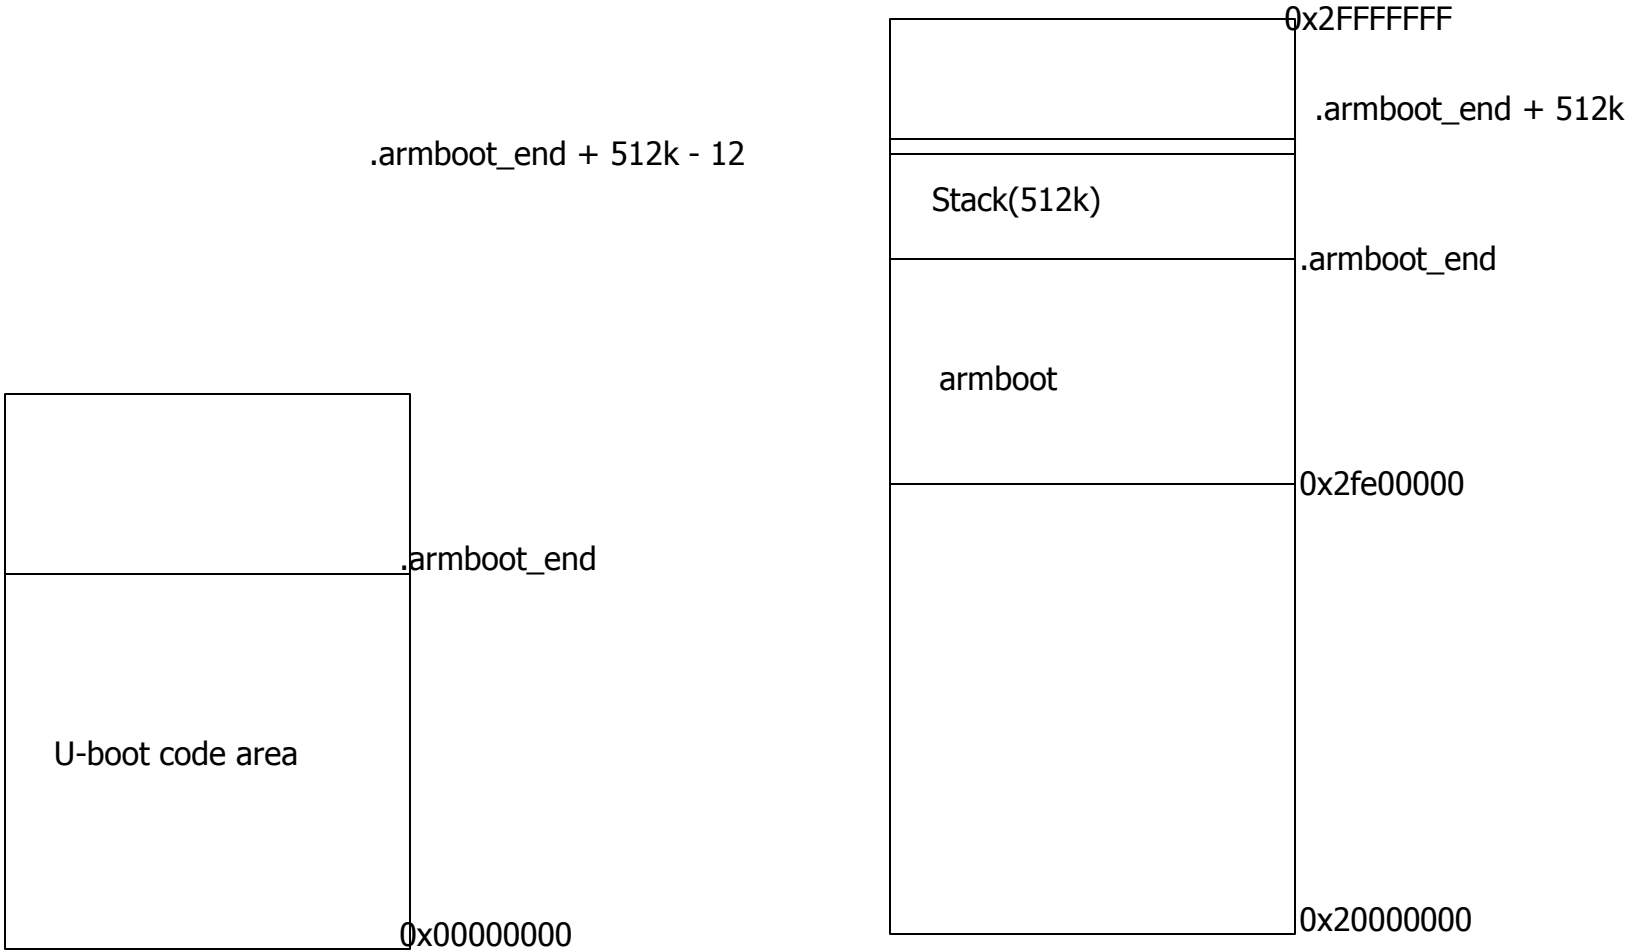 0x2FFFFFFF
.armboot_end + 512k
.armboot_end + 512k - 12
Stack(512k)
.armboot_end
armboot
0x2fe00000
.armboot_end
U-boot code area
0x20000000
0x00000000